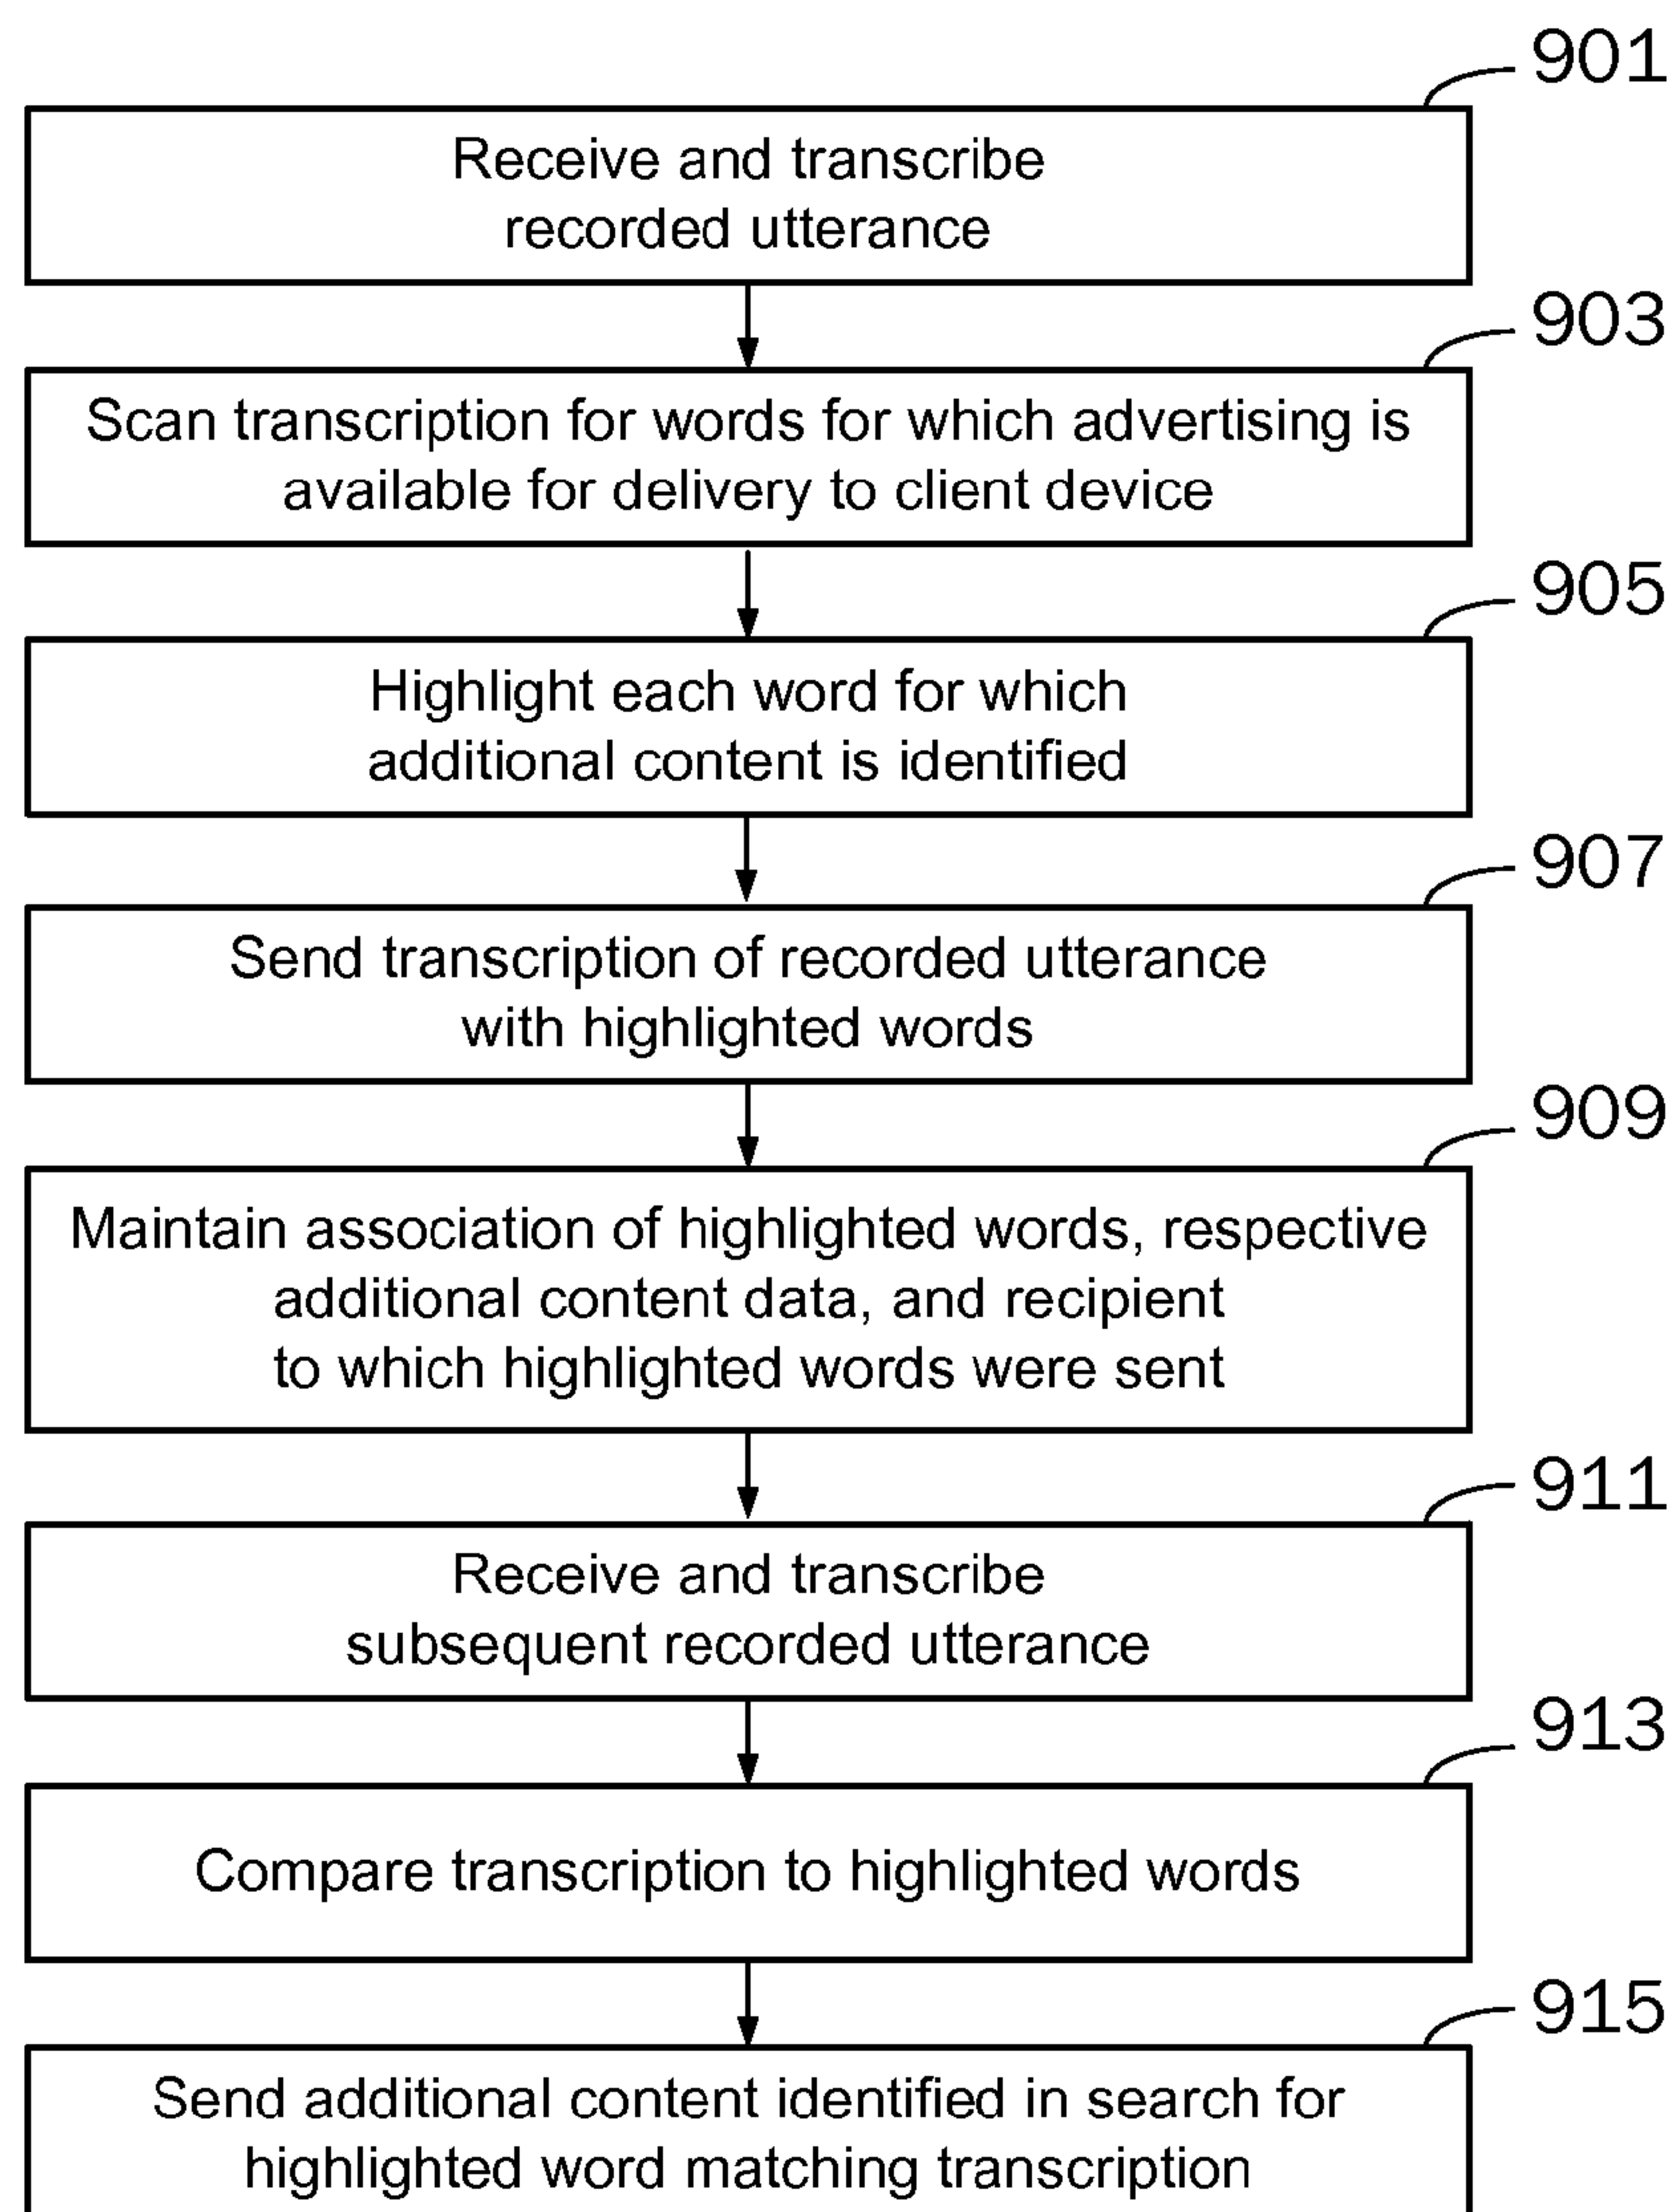 901
Receive and transcribe
recorded utterance
903
Scan transcription for words for which advertising is
available for delivery to client device
905
Highlight each word for which
additional content is identified
907
Send transcription of recorded utterance
with highlighted words
909
Maintain association of highlighted words, respective
additional content data, and recipient
to which highlighted words were sent
911
Receive and transcribe
subsequent recorded utterance
913
Compare transcription to highlighted words
915
Send additional content identified in search for
highlighted word matching transcription